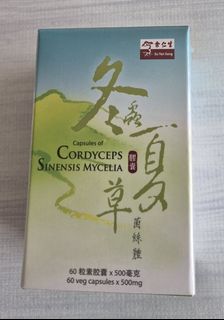 余仁生
Eu Yan Sang
冬蟲夏草
菌絲體
Capsules of
CORDYCEPS
SINENSIS MYCELIA
膠囊
60 粒素膠囊 x 500毫克
60 veg capsules x 500mg